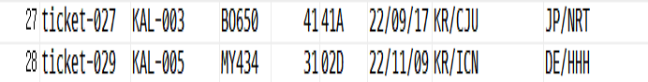 27 ticket-027 KAL-003 BO650 41 41A 22/09/17 KR/CJU JP/NRT
28 ticket-029 KAL-005 MY434 31 02D 22/11/09 KR/ICN DE/HHH